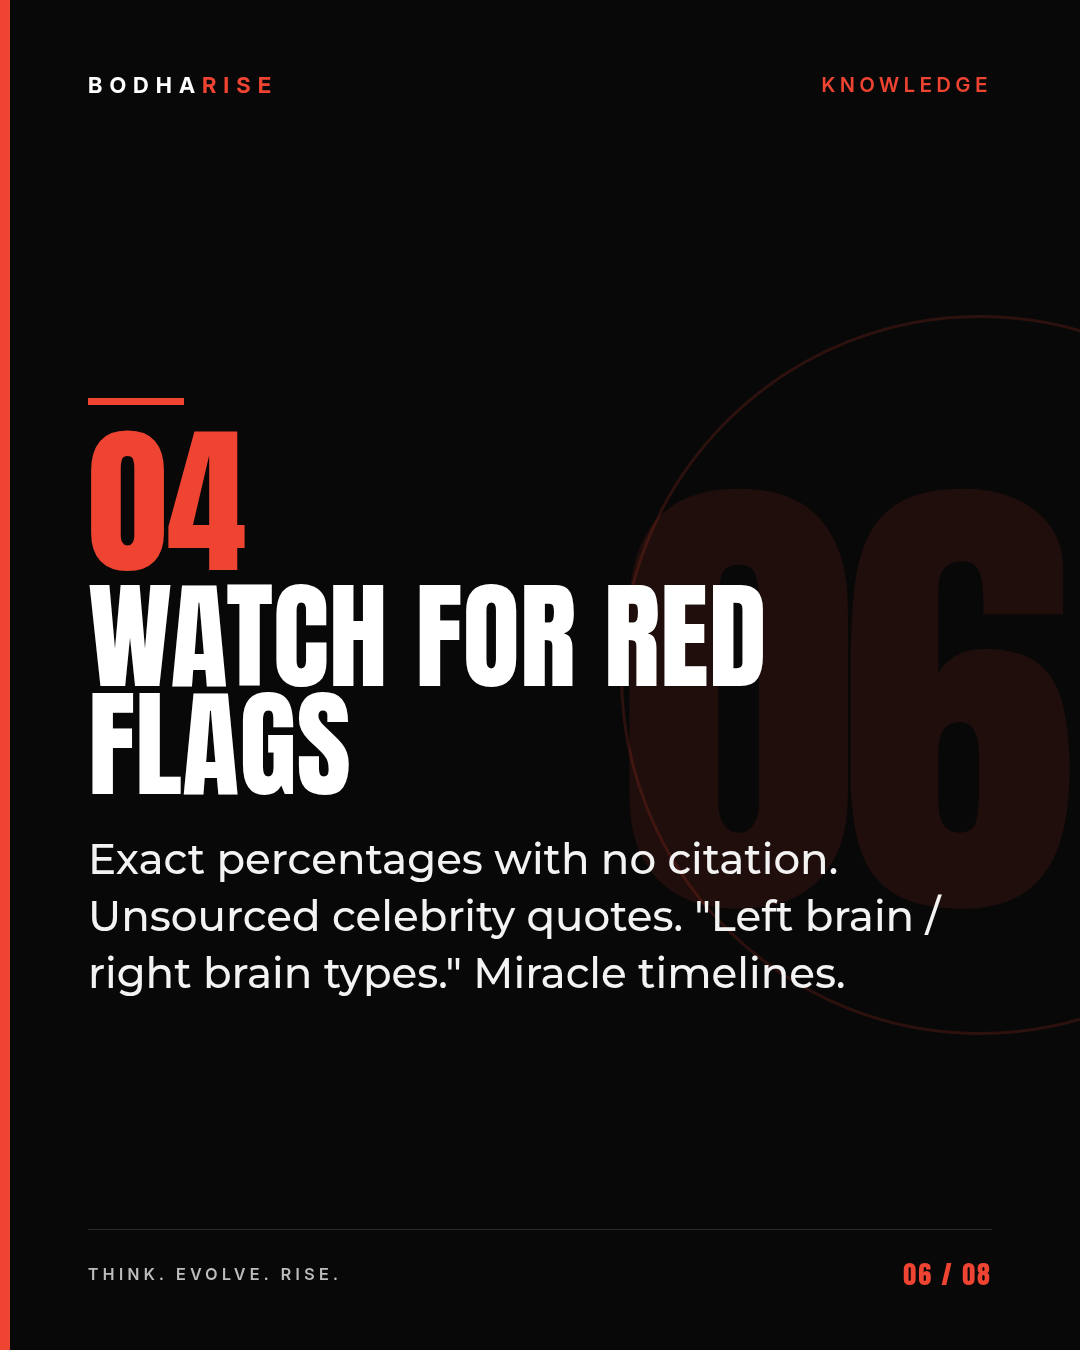 BODHARISE
KNOWLEDGE
06
04
WATCH FOR RED
FLAGS
Exact percentages with no citation.
Unsourced celebrity quotes. "Left brain /
right brain types." Miracle timelines.
THINK. EVOLVE. RISE.
06 / 08